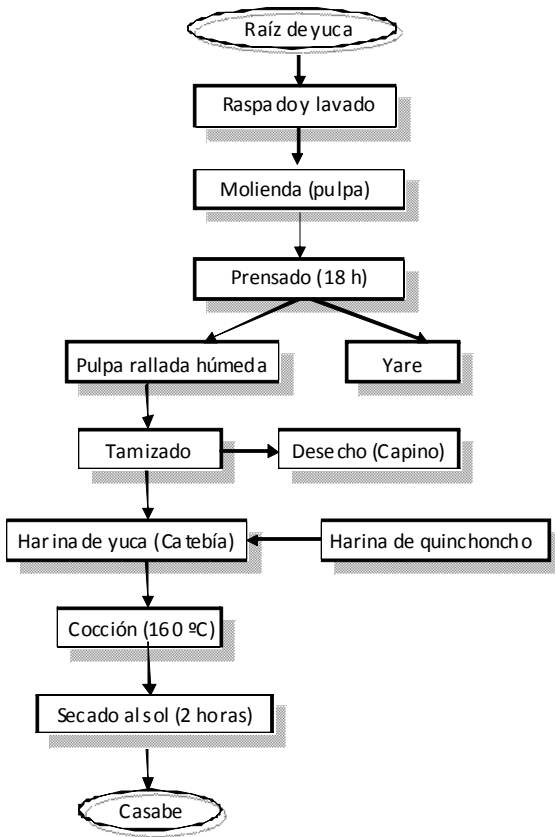 Raíz de yuca
Raspado y lavado
Molienda (pulpa)
Prensado (18 h)
Pulpa rallada húmeda
Yare
Tamizado
Desecho (Capino)
Harina de yuca (Catebía)
Harina de quinchoncho
Cocción (160 ºC)
Secado al sol (2 horas)
Casabe